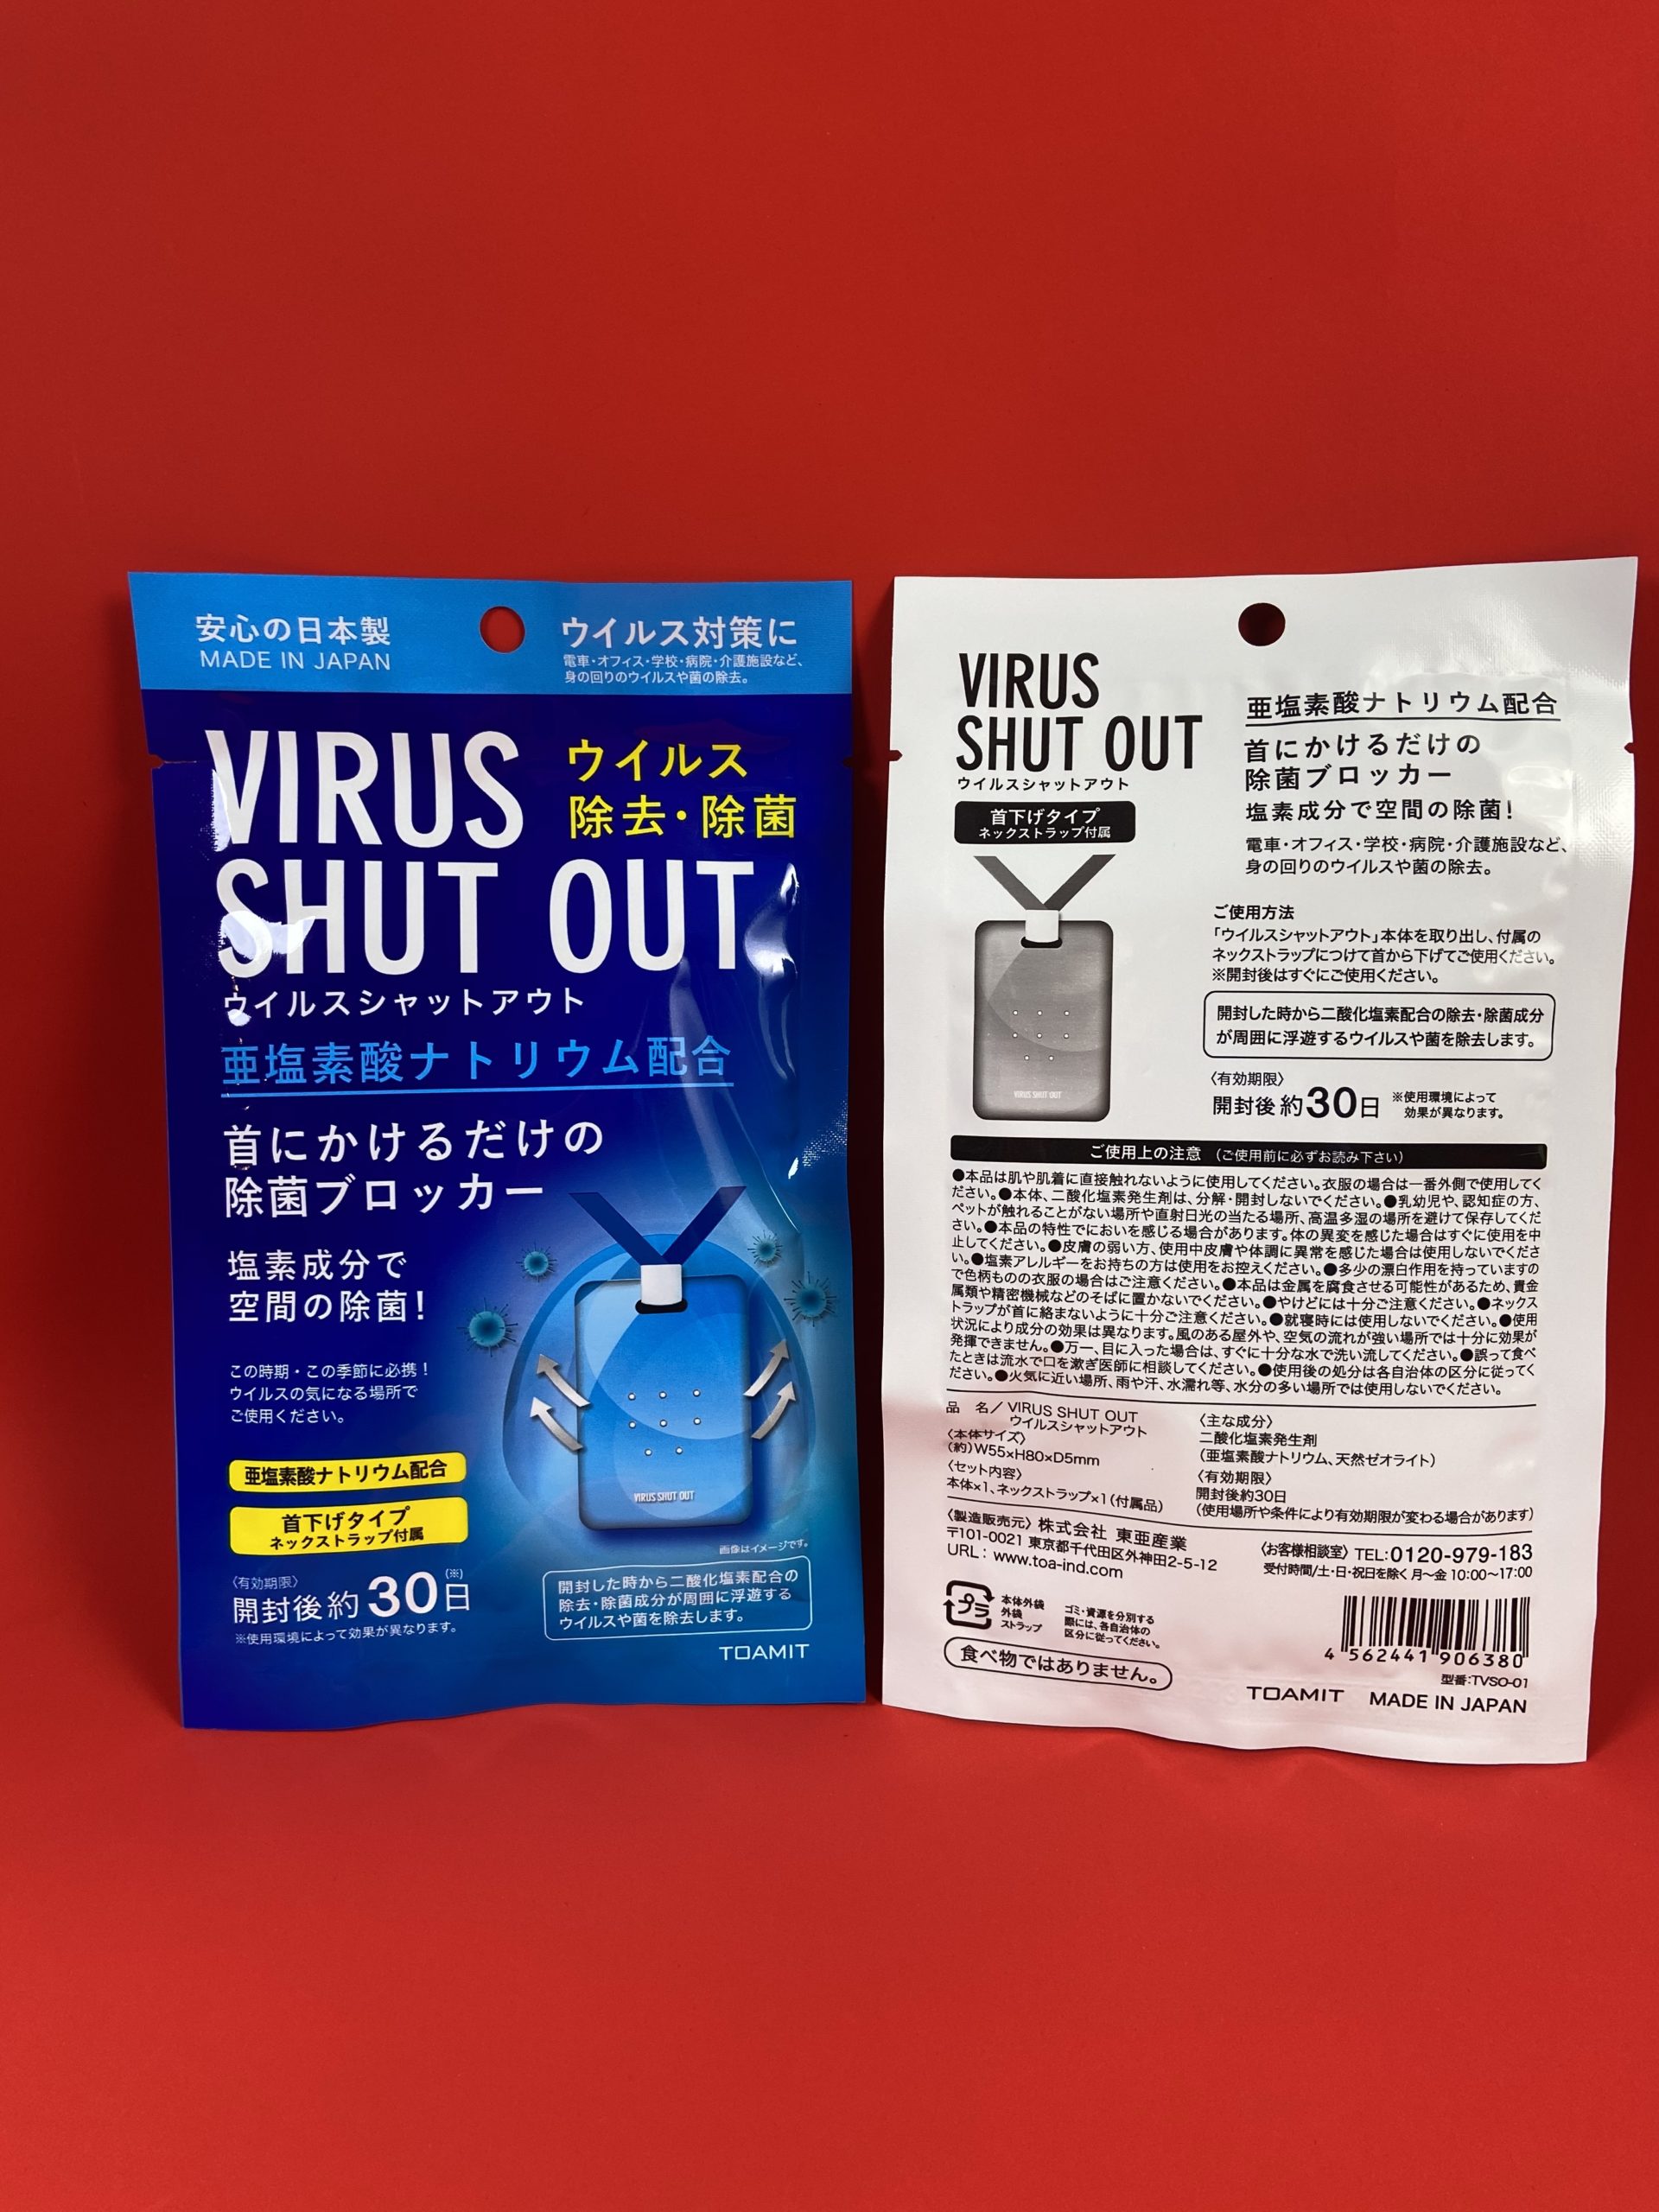 安心の日本製
MADE IN JAPAN
ウイルス対策に
電車・オフィス・学校・病院・介護施設など、
身の回りのウイルスや菌の除去。
VIRUS
SHUT OUT
ウイルス
除去・除菌
ウイルスシャットアウト
亜塩素酸ナトリウム配合
首にかけるだけの
除菌ブロッカー
塩素成分で
空間の除菌!
この時期・この季節に必携!
ウイルスの気になる場所で
ご使用ください。
亜塩素酸ナトリウム配合
首下げタイプ
ネックストラップ付属
〈有効期限〉
開封後約30日(※)
※使用環境によって効果が異なります。
VIRUS SHUT OUT
画像はイメージです。
開封した時から二酸化塩素配合の
除去・除菌成分が周囲に浮遊する
ウイルスや菌を除去します。
TOAMIT
VIRUS
SHUT OUT
ウイルスシャットアウト
首下げタイプ
ネックストラップ付属
VIRUS SHUT OUT
亜塩素酸ナトリウム配合
首にかけるだけの
除菌ブロッカー
塩素成分で空間の除菌!
電車・オフィス・学校・病院・介護施設など、
身の回りのウイルスや菌の除去。
ご使用方法
「ウイルスシャットアウト」本体を取り出し、付属の
ネックストラップにつけて首から下げてご使用ください。
※開封後はすぐにご使用ください。
開封した時から二酸化塩素配合の除去・除菌成分
が周囲に浮遊するウイルスや菌を除去します。
〈有効期限〉
開封後約30日 ※使用環境によって
効果が異なります。
ご使用上の注意 (ご使用前に必ずお読み下さい)
●本品は肌や肌着に直接触れないように使用してください。衣服の場合は一番外側で使用してく
ださい。●本体、二酸化塩素発生剤は、分解・開封しないでください。●乳幼児や、認知症の方、
ペットが触れることがない場所や直射日光の当たる場所、高温多湿の場所を避けて保存してくだ
さい。●本品の特性でにおいを感じる場合があります。体の異変を感じた場合はすぐに使用を中
止してください。●皮膚の弱い方、使用中皮膚や体調に異常を感じた場合は使用しないでくださ
い。●塩素アレルギーをお持ちの方は使用をお控えください。●多少の漂白作用を持っていますの
で色柄ものの衣服の場合はご注意ください。●本品は金属を腐食させる可能性があるため、貴金
属類や精密機械などのそばに置かないでください。●やけどには十分ご注意ください。●ネックス
トラップが首に絡まないように十分ご注意ください。●就寝時には使用しないでください。●使用
状況により成分の効果は異なります。風のある屋外や、空気の流れが強い場所では十分に効果が
発揮できません。●万一、目に入った場合は、すぐに十分な水で洗い流してください。●誤って食べ
たときは流水で口を漱ぎ医師に相談してください。●使用後の処分は各自治体の区分に従ってく
ださい。●火気に近い場所、雨や汗、水濡れ等、水分の多い場所では使用しないでください。
品 名/VIRUS SHUT OUT
ウイルスシャットアウト
〈本体サイズ〉
(約)W55×H80×D5mm
〈セット内容〉
本体×1、ネックストラップ×1(付属品)
〈主な成分〉
二酸化塩素発生剤
(亜塩素酸ナトリウム、天然ゼオライト)
〈有効期限〉
開封後約30日
(使用場所や条件により有効期限が変わる場合があります)
〈製造販売元〉株式会社 東亜産業
〒101-0021 東京都千代田区外神田2-5-12
URL:www.toa-ind.com
〈お客様相談室〉TEL:0120-979-183
受付時間/土・日・祝日を除く 月〜金 10:00〜17:00
プラ
本体外袋
外袋
ストラップ
ゴミ・資源を分別する
際には、各自治体の
区分に従ってください。
食べ物ではありません。
4 562441 906380
型番:TVSO-01
TOAMIT MADE IN JAPAN